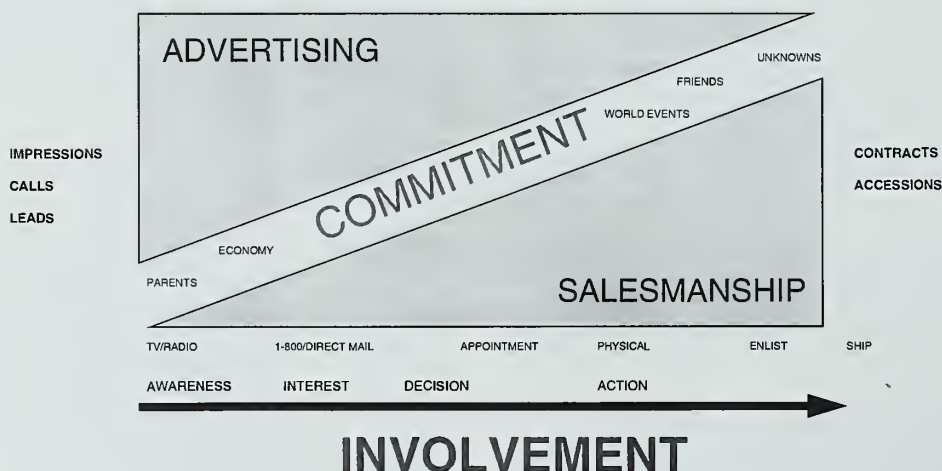 ADVERTISING
UNKNOWNS
FRIENDS
WORLD EVENTS
COMMITMENT
ECONOMY
PARENTS
SALESMANSHIP
IMPRESSIONS
CALLS
LEADS
CONTRACTS
ACCESSIONS
TV/RADIO 1-800/DIRECT MAIL APPOINTMENT PHYSICAL ENLIST SHIP
AWARENESS INTEREST DECISION ACTION
INVOLVEMENT